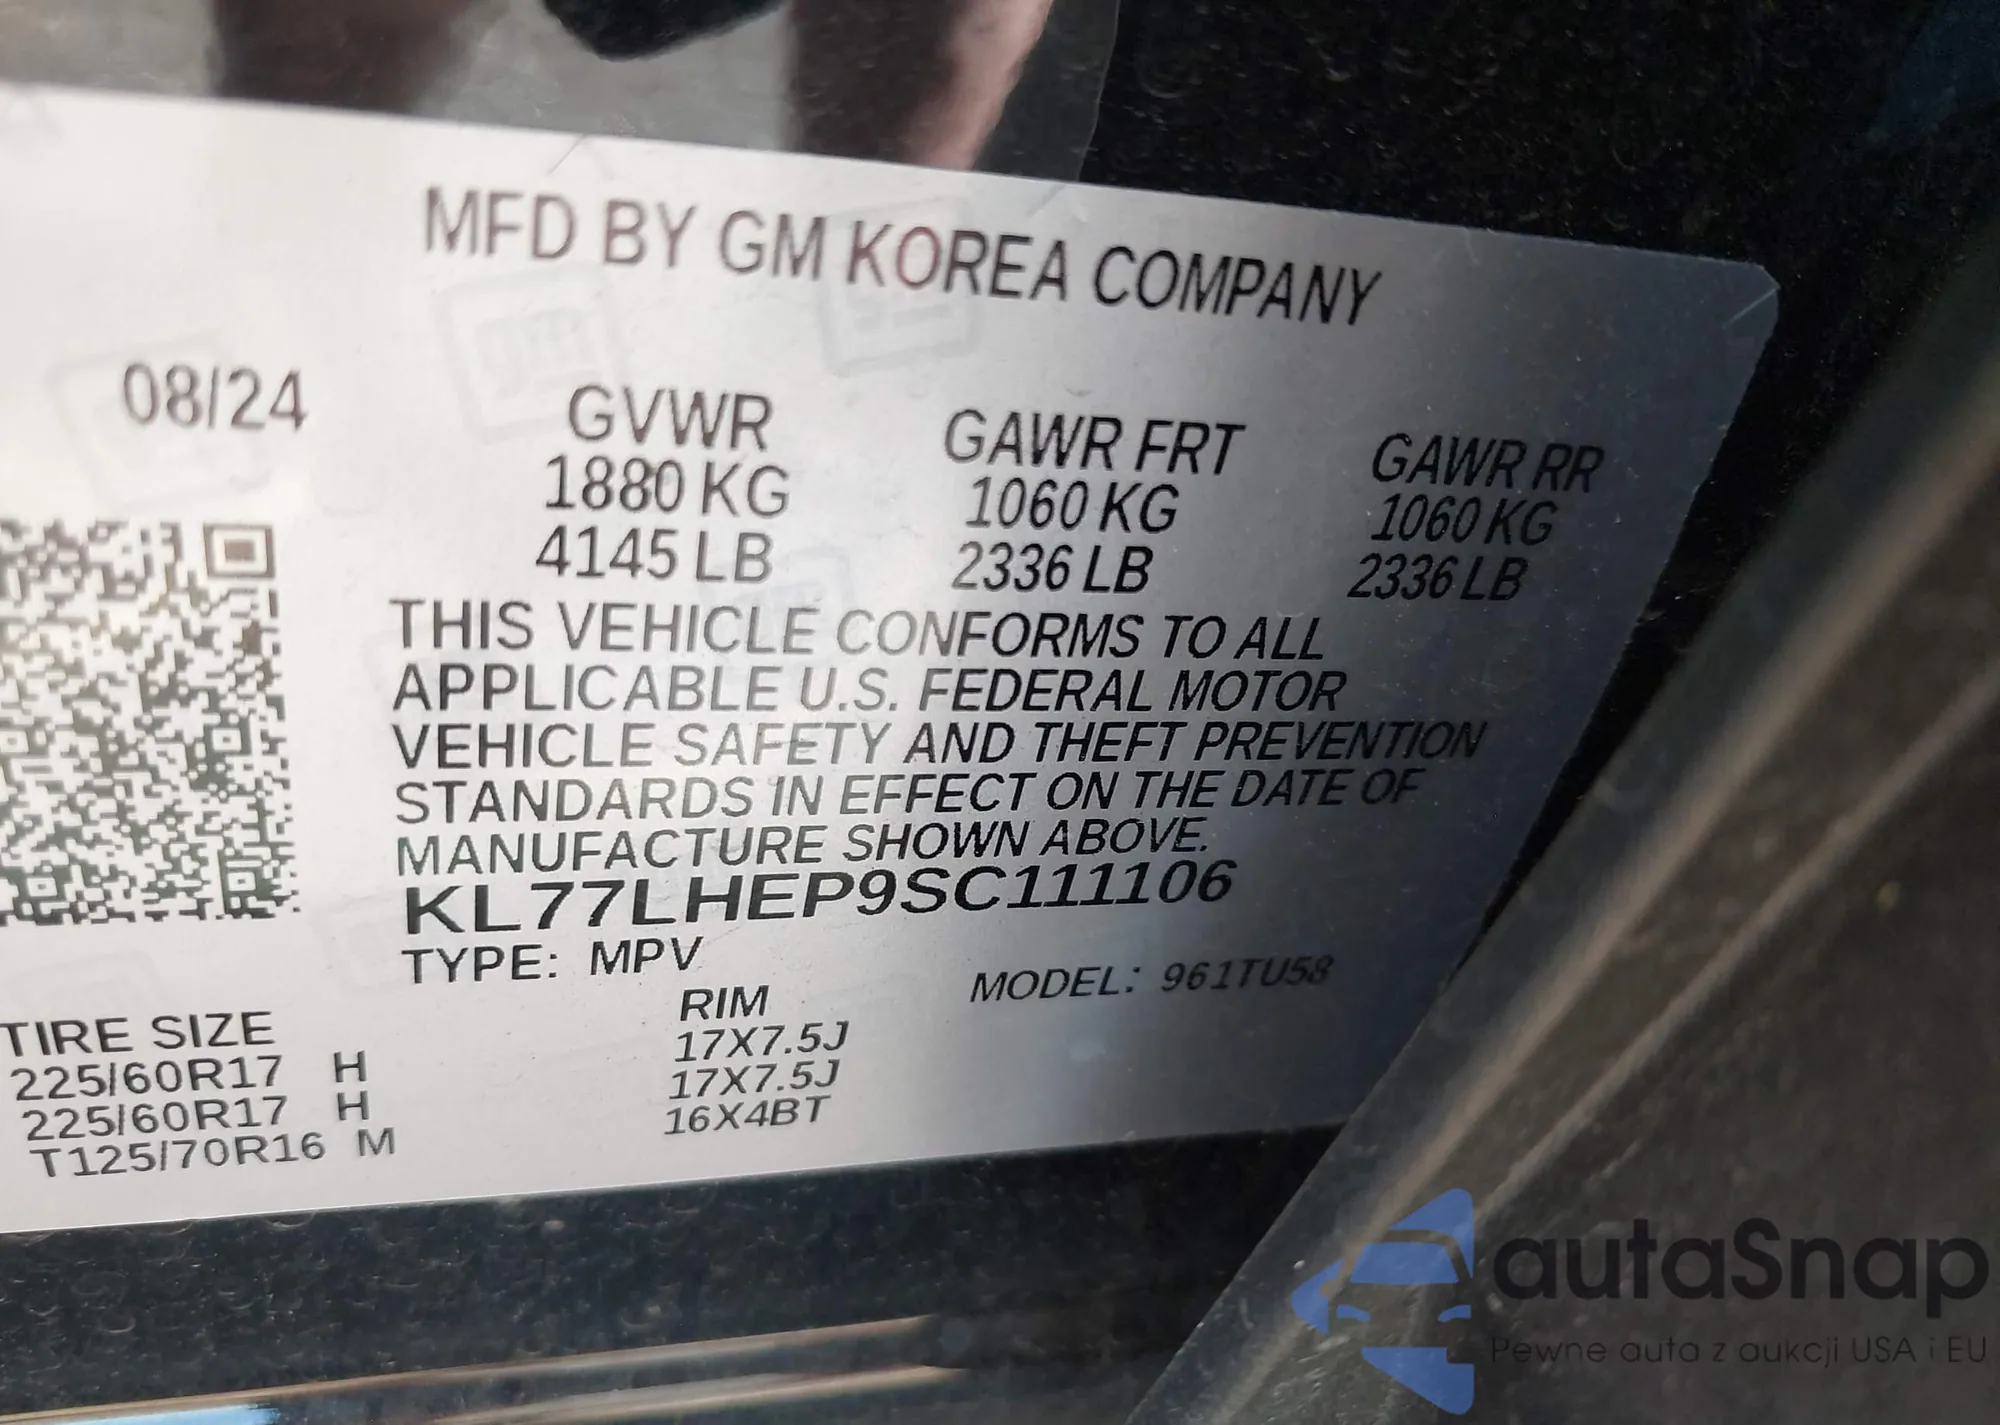 MFD BY GM KOREA COMPANY
08/24 GVWR GAWR FRT GAWR RR
1880 KG 1060 KG 1060 KG
4145 LB 2336 LB 2336 LB
THIS VEHICLE CONFORMS TO ALL
APPLICABLE U.S. FEDERAL MOTOR
VEHICLE SAFETY AND THEFT PREVENTION
STANDARDS IN EFFECT ON THE DATE OF
MANUFACTURE SHOWN ABOVE.
KL77LHEP9SC111106
TYPE: MPV MODEL: 961TU58
TIRE SIZE RIM
225/60R17 H 17X7.5J
225/60R17 H 17X7.5J
T125/70R16 M 16X4BT
gm
autaSnap
Pewne auta z aukcji USA i EU